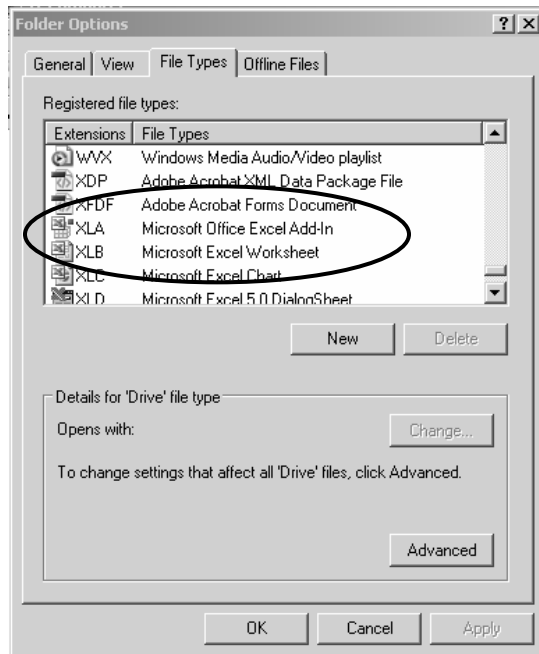 Folder Options
General View File Types Offline Files
Registered file types:
Extensions File Types
WVX Windows Media Audio/Video playlist
XDP Adobe Acrobat XML Data Package File
XFDF Adobe Acrobat Forms Document
XLA Microsoft Office Excel Add-In
XLB Microsoft Excel Worksheet
XLC Microsoft Excel Chart
XLD Microsoft Excel 5.0 DialogSheet
New Delete
Details for 'Drive' file type
Opens with: Change...
To change settings that affect all 'Drive' files, click Advanced.
Advanced
OK Cancel Apply